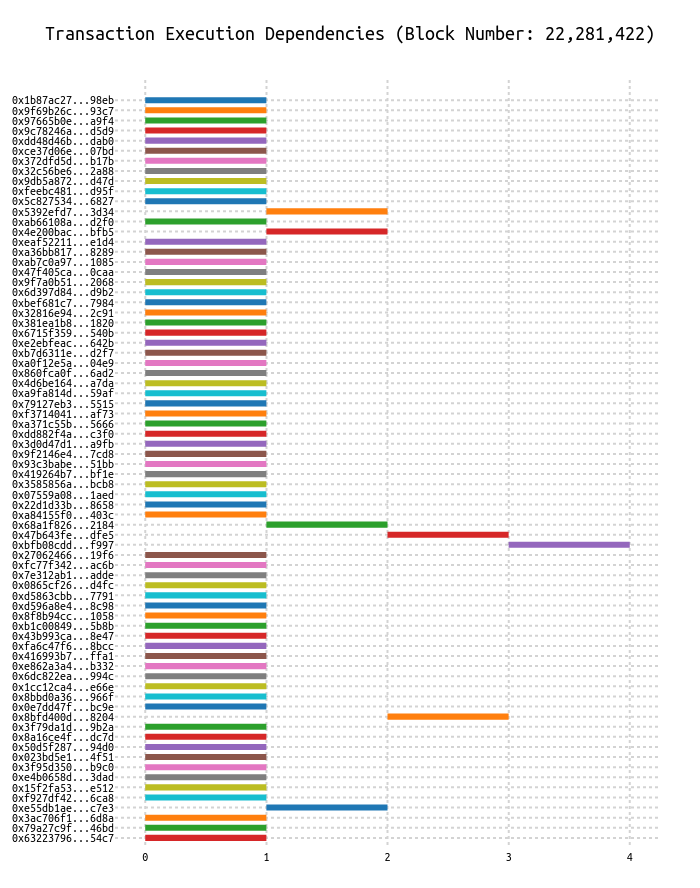 Transaction Execution Dependencies (Block Number: 22,281,422)
0x1b87ac27...98eb
0x9f69b26c...93c7
0x97665b0e...a9f4
0x9c78246a...d5d9
0xdd48d46b...dab0
0xce37d06e...07bd
0x372dfd5d...b17b
0x32c56be6...2a88
0x9db5a872...d47d
0xfeebc481...d95f
0x5c827534...6827
0x5392efd7...3d34
0xab66108a...d2f0
0x4e200bac...bfb5
0xeaf52211...e1d4
0xa36bb817...8289
0xab7c0a97...1085
0x47f405ca...0caa
0x9f7a0b51...2068
0x6d397d84...d9b2
0xbef681c7...7984
0x32816e94...2c91
0x381ea1b8...1820
0x6715f359...540b
0xe2ebfeac...642b
0xb7d6311e...d2f7
0xa0f12e5a...04e9
0x860fca0f...6ad2
0x4d6be164...a7da
0xa9fa814d...59af
0x79127eb3...5515
0xf3714041...af73
0xa371c55b...5666
0xdd882f4a...c3f0
0x3d0d47d1...a9fb
0x9f2146e4...7cd8
0x93c3babe...51bb
0x419264b7...bf1e
0x3585856a...bcb8
0x07559a08...1aed
0x22d1d33b...8658
0xa84155f0...403c
0x68a1f826...2184
0x47b643fe...dfe5
0xbfb08cdd...f997
0x27062466...19f6
0xfc77f342...ac6b
0x7e312ab1...adde
0x0865cf26...d4fc
0xd5863cbb...7791
0xd596a8e4...8c98
0x8f8b94cc...1058
0xb1c00849...5b8b
0x43b993ca...8e47
0xfa6c47f6...8bcc
0x416993b7...ffa1
0xe862a3a4...b332
0x6dc822ea...994c
0x1cc12ca4...e66e
0x8bbd0a36...966f
0x0e7dd47f...bc9e
0x8bfd400d...8204
0x3f79da1d...9b2a
0x8a16ce4f...dc7d
0x50d5f287...94d0
0x023bd5e1...4f51
0x3f95d350...b9c0
0xe4b0658d...3dad
0x15f2fa53...e512
0xf927df42...6ca8
0xe55db1ae...c7e3
0x3ac706f1...6d8a
0x79a27c9f...46bd
0x63223796...54c7
0 1 2 3 4